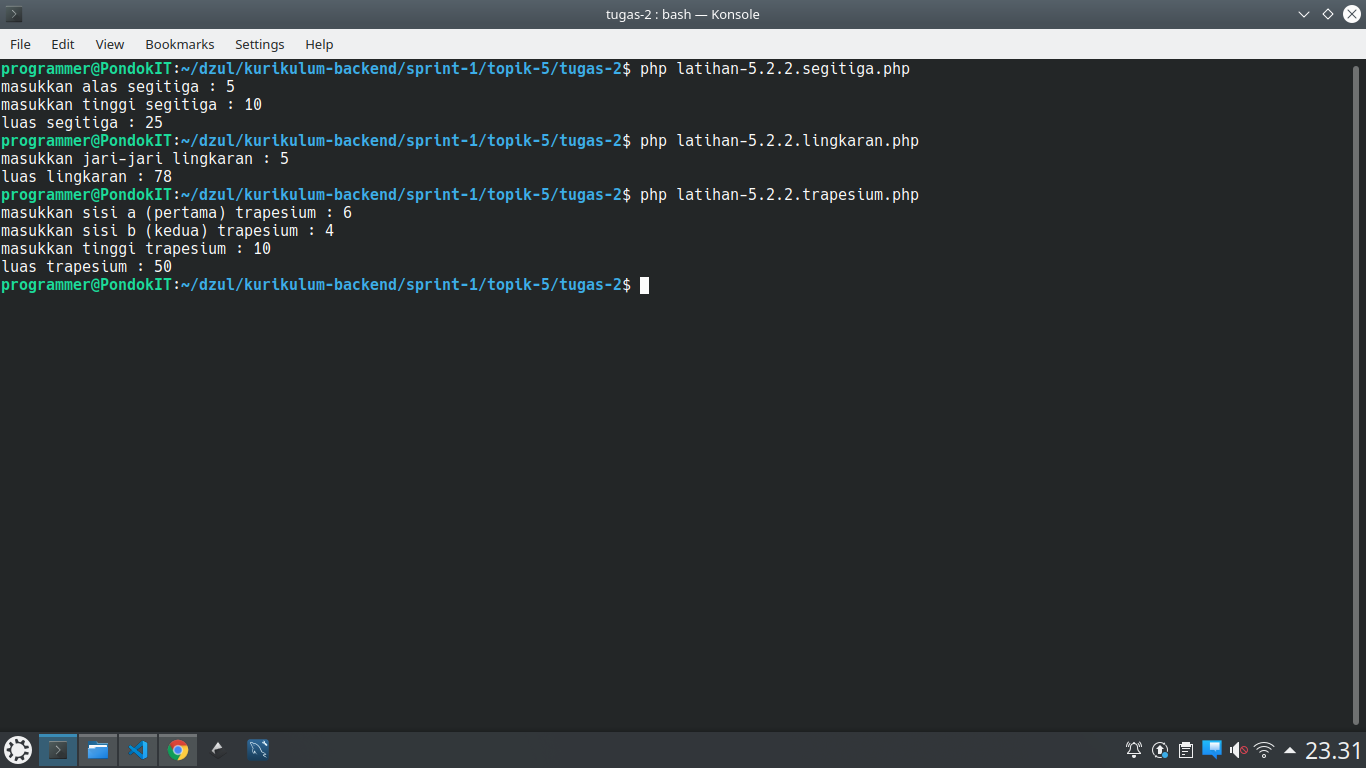 tugas-2 : bash — Konsole
File Edit View Bookmarks Settings Help
programmer@PondokIT:~/dzul/kurikulum-backend/sprint-1/topik-5/tugas-2$ php latihan-5.2.2.segitiga.php
masukkan alas segitiga : 5
masukkan tinggi segitiga : 10
luas segitiga : 25
programmer@PondokIT:~/dzul/kurikulum-backend/sprint-1/topik-5/tugas-2$ php latihan-5.2.2.lingkaran.php
masukkan jari-jari lingkaran : 5
luas lingkaran : 78
programmer@PondokIT:~/dzul/kurikulum-backend/sprint-1/topik-5/tugas-2$ php latihan-5.2.2.trapesium.php
masukkan sisi a (pertama) trapesium : 6
masukkan sisi b (kedua) trapesium : 4
masukkan tinggi trapesium : 10
luas trapesium : 50
programmer@PondokIT:~/dzul/kurikulum-backend/sprint-1/topik-5/tugas-2$
23.31